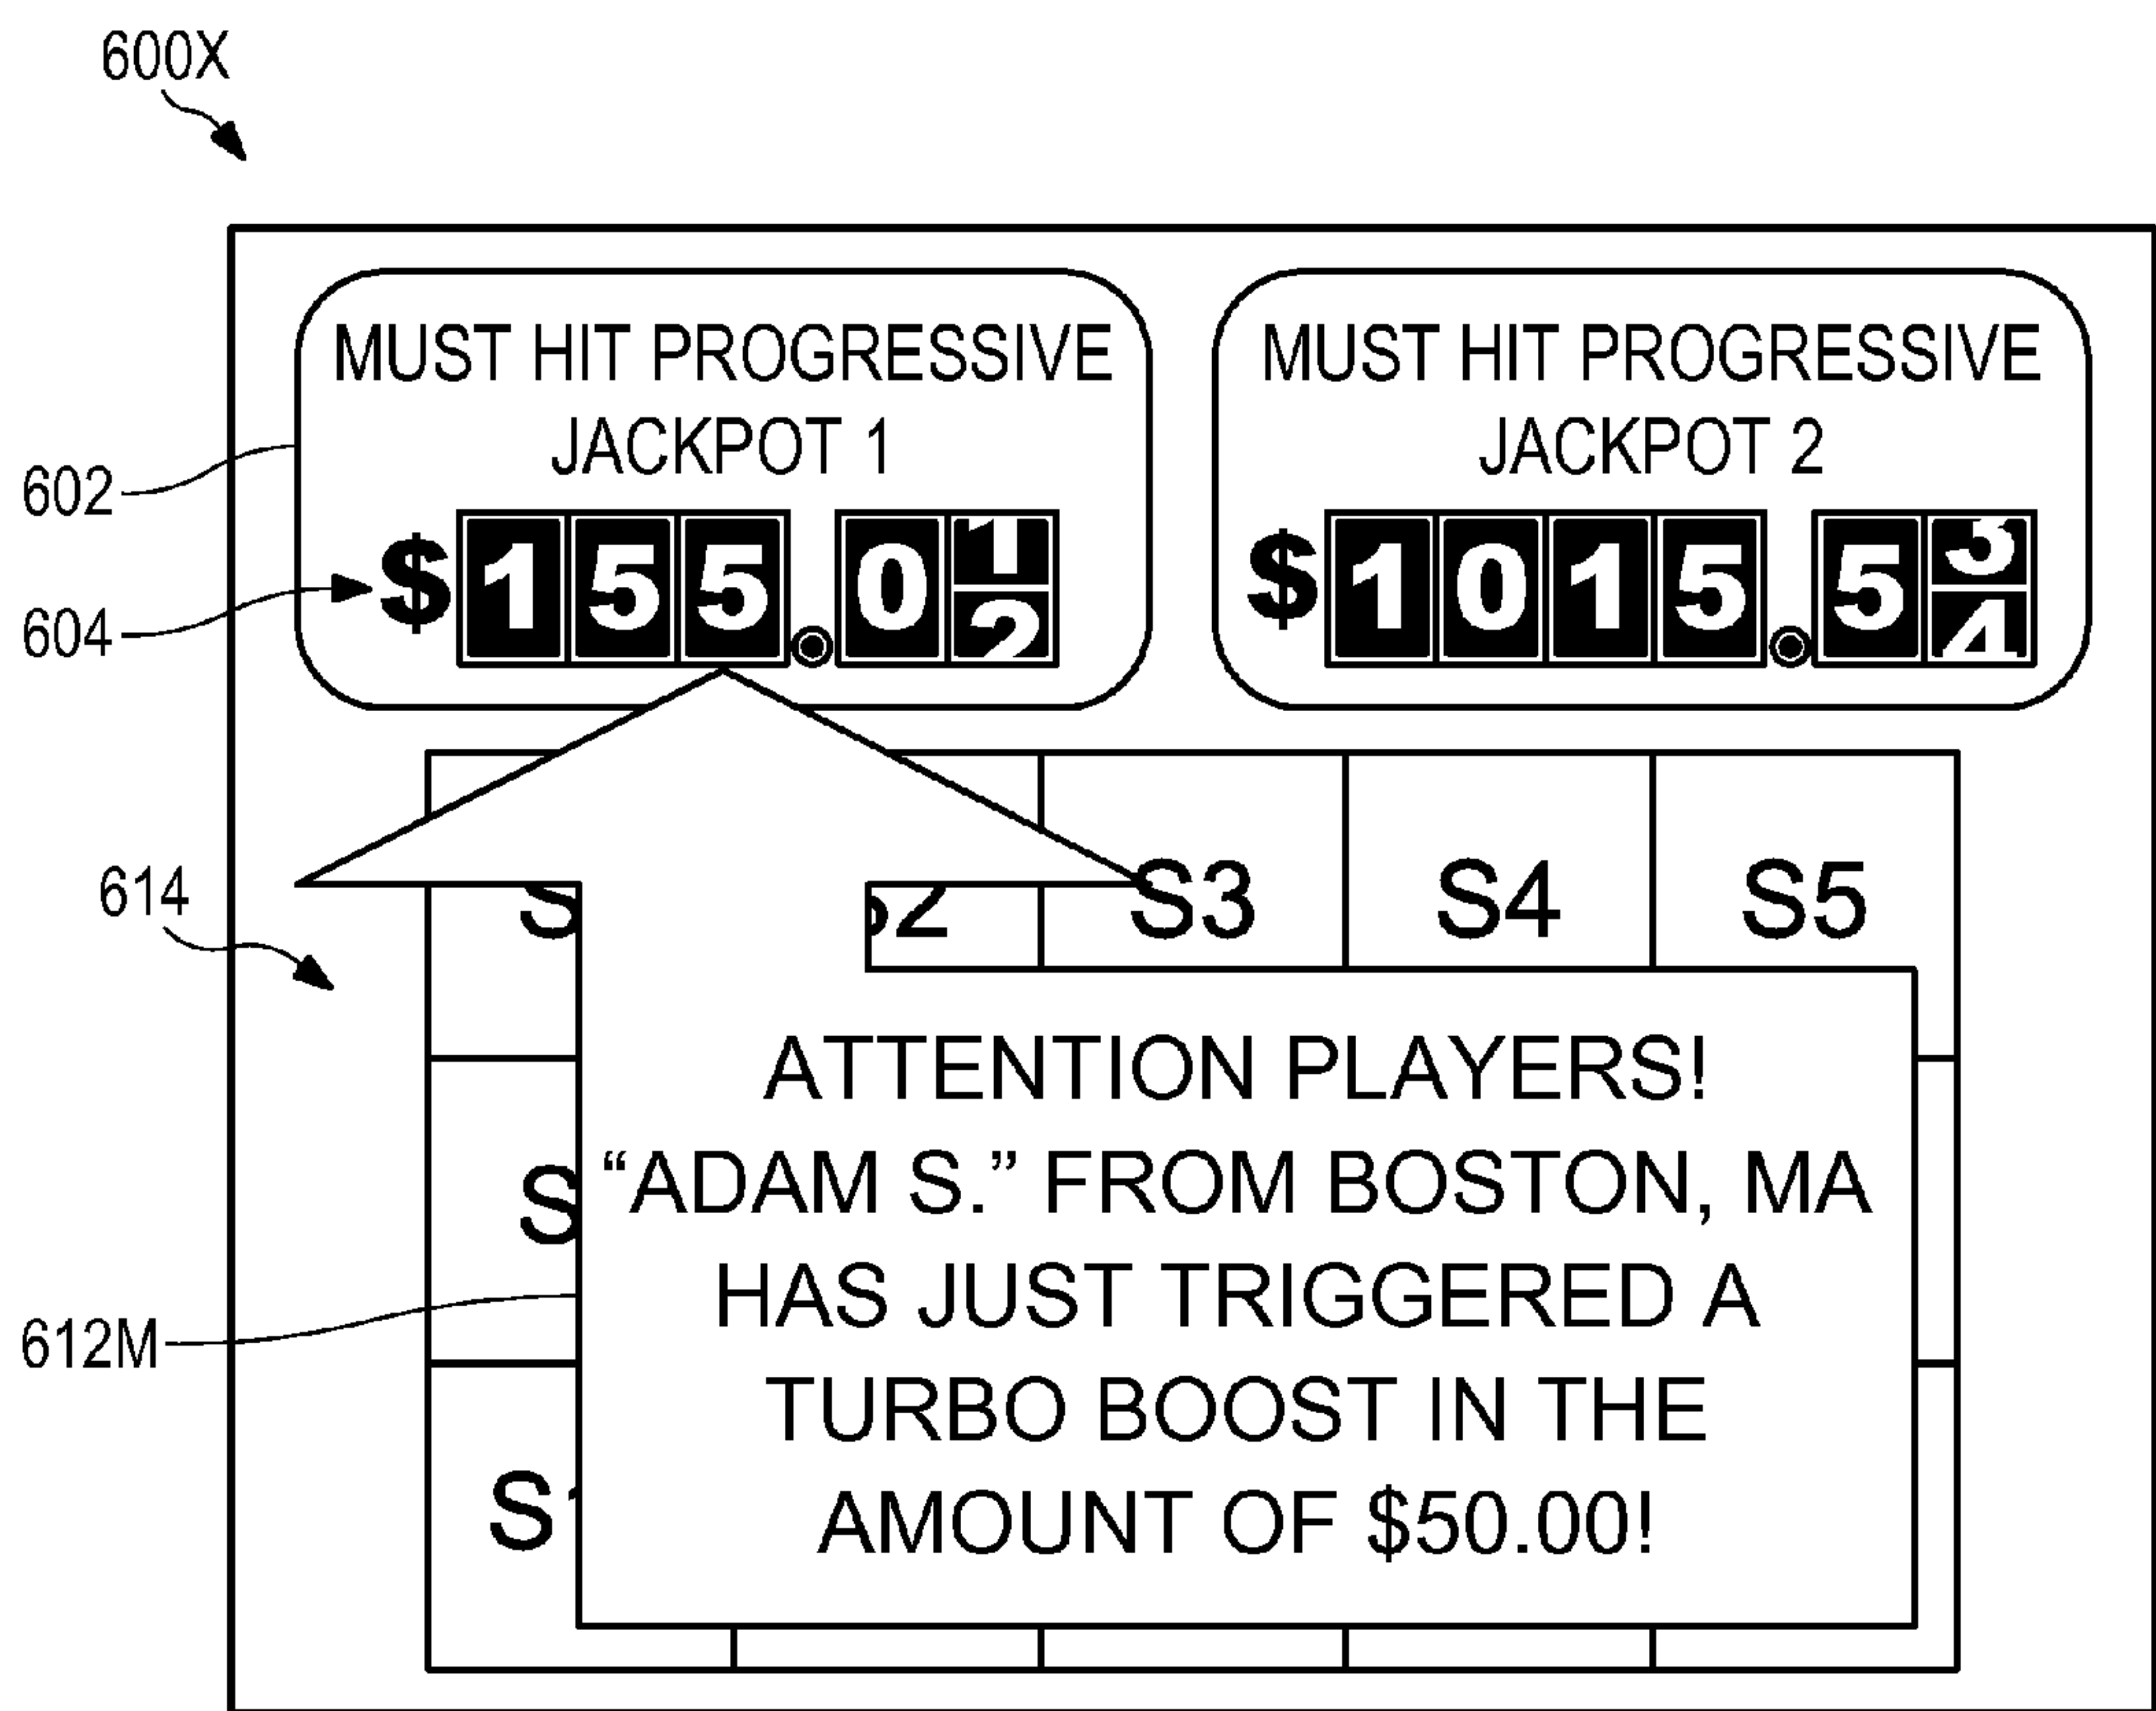 600X
MUST HIT PROGRESSIVE
JACKPOT 1
$155.0
MUST HIT PROGRESSIVE
JACKPOT 2
$1015.5
602
604
614
S3 S4 S5
ATTENTION PLAYERS!
“ADAM S.” FROM BOSTON, MA
HAS JUST TRIGGERED A
TURBO BOOST IN THE
AMOUNT OF $50.00!
612M